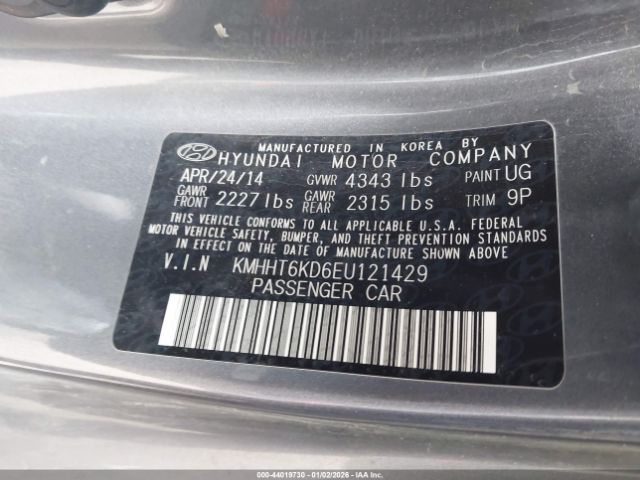 MANUFACTURED IN KOREA BY
HYUNDAI MOTOR COMPANY
APR/24/14 GVWR 4343 lbs PAINT UG
GAWR FRONT 2227 lbs GAWR REAR 2315 lbs TRIM 9P
THIS VEHICLE CONFORMS TO ALL APPLICABLE U.S.A. FEDERAL
MOTOR VEHICLE SAFETY, BUMPER, AND THEFT PREVENTION STANDARDS
IN EFFECT ON THE DATE OF MANUFACTURE SHOWN ABOVE
V.I.N KMHHT6KD6EU121429
PASSENGER CAR
000-44019730 - 01/02/2026 - IAAI.COM